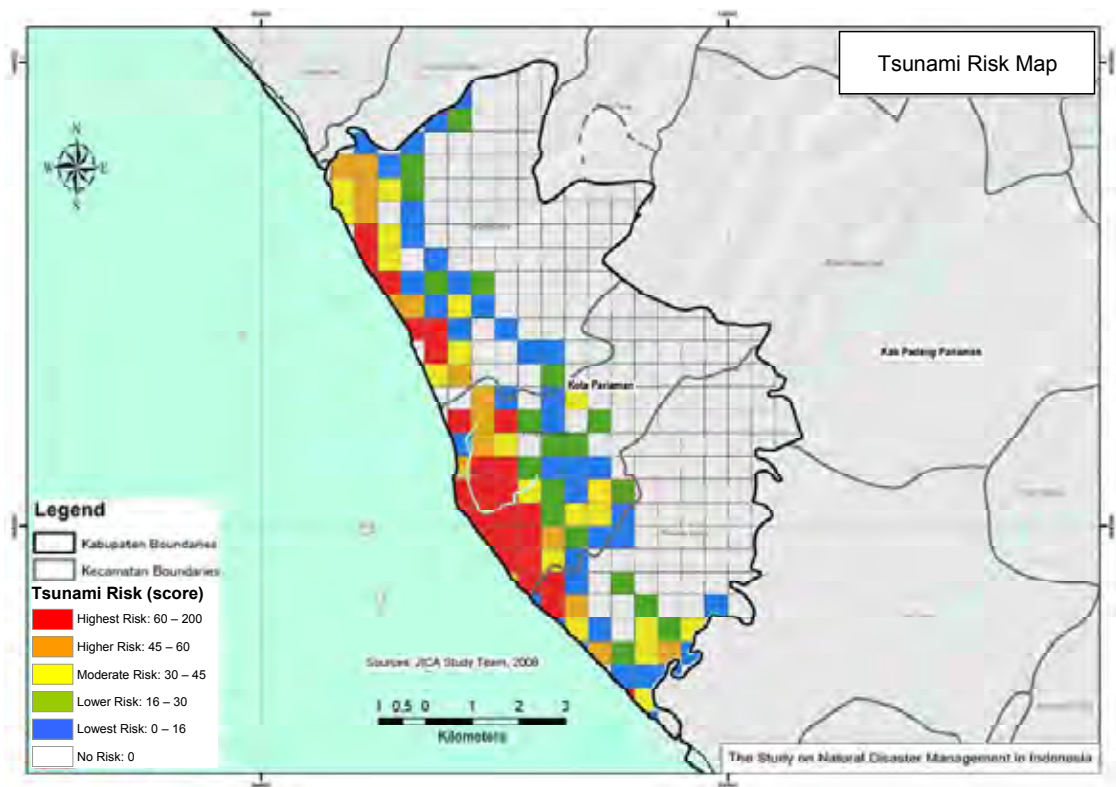 Tsunami Risk Map
N
W E
S
Kab Padang Pariaman
Kota Pariaman
Legend
Kabupaten Boundaries
Kecamatan Boundaries
Tsunami Risk (score)
Highest Risk: 60 – 200
Higher Risk: 45 – 60
Moderate Risk: 30 – 45
Lower Risk: 16 – 30
Lowest Risk: 0 – 16
No Risk: 0
Sources: JICA Study Team, 2008
1 0.5 0 1 2 3
Kilometers
The Study on Natural Disaster Management in Indonesia